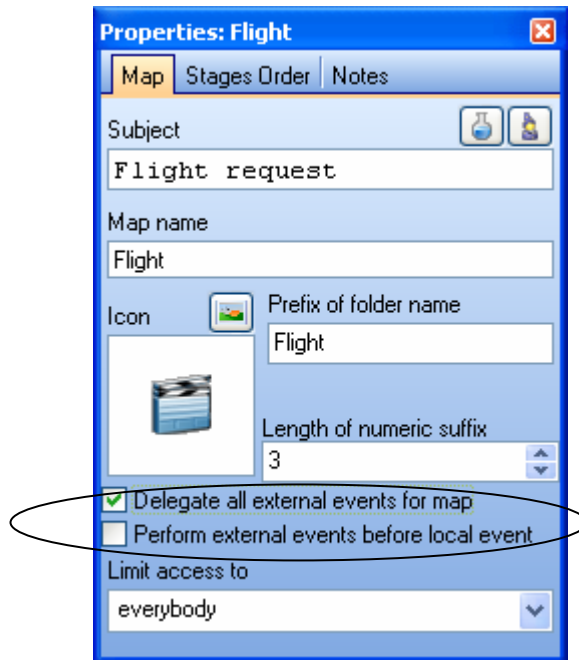 Properties: Flight
Map Stages Order Notes
Subject
Flight request
Map name
Flight
Icon
Prefix of folder name
Flight
Length of numeric suffix
3
Delegate all external events for map
Perform external events before local event
Limit access to
everybody